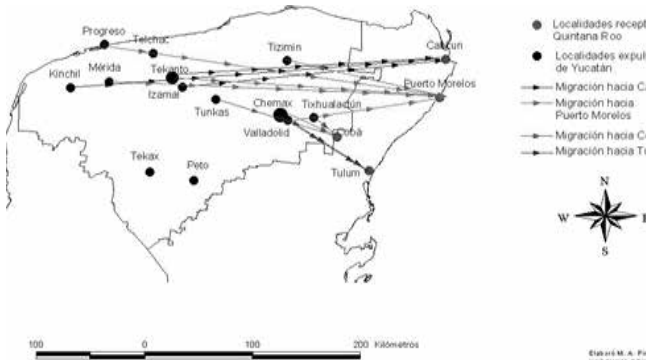 Progreso
Telchac
Tizimin
Cancun
Kinchil
Mérida
Tekanto
Izamal
Puerto Morelos
Tunkas
Chemax
Tixhualactún
Valladolid
Cobá
Tekax
Peto
Tulum
Localidades recept
Quintana Roo
Localidades expul
de Yucatán
Migración hacia C
Migración hacia
Puerto Morelos
Migración hacia C
Migración hacia Tu
N
W
E
S
100 0 100 200 Kilómetros
Elaboró M. A.